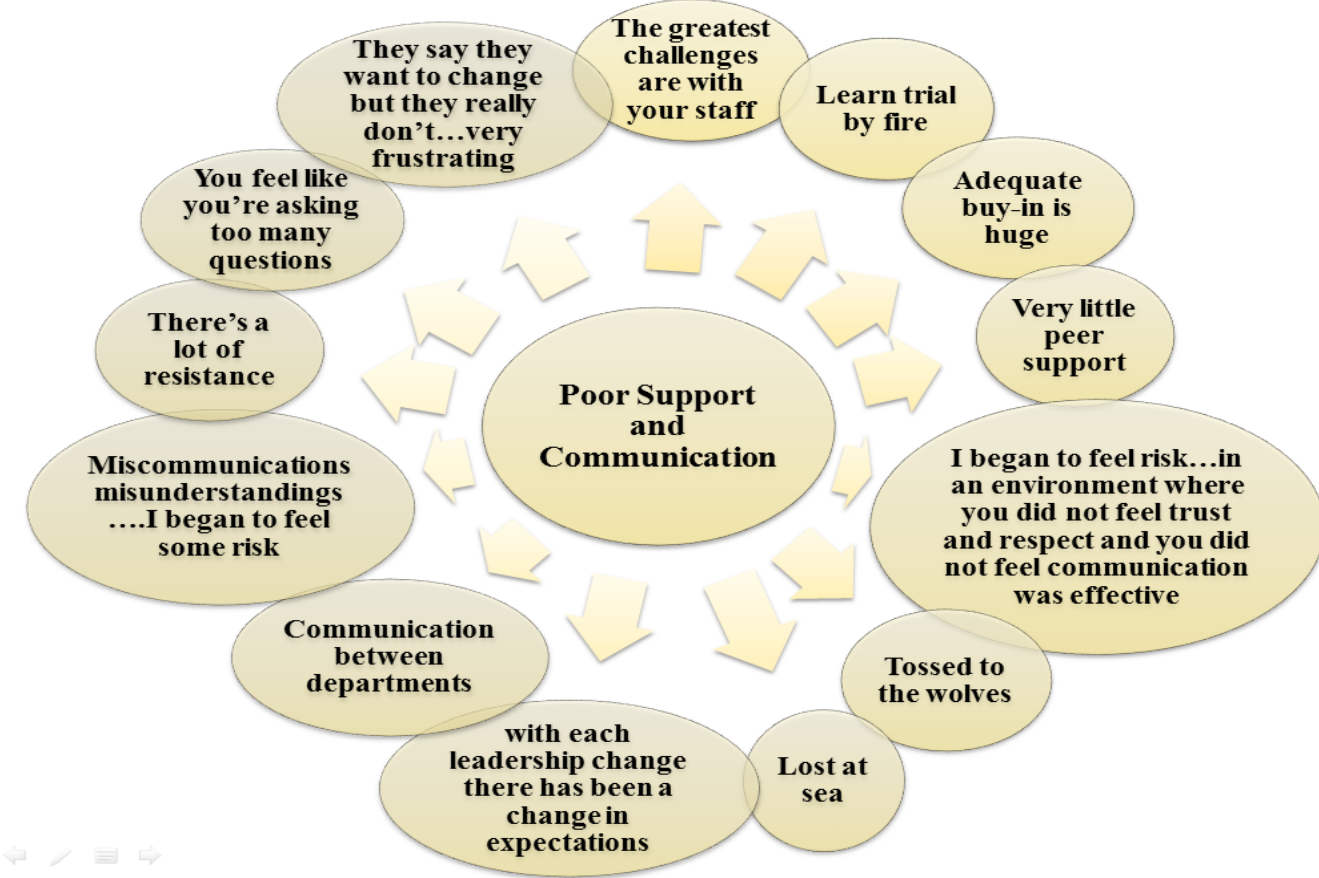 The greatest
challenges
are with
your staff
Learn trial
by fire
Adequate
buy-in is
huge
Very little
peer
support
I began to feel risk…in
an environment where
you did not feel trust
and respect and you did
not feel communication
was effective
Tossed to
the wolves
Lost at
sea
with each
leadership change
there has been a
change in
expectations
Communication
between
departments
Miscommunications
misunderstandings
….I began to feel
some risk
There’s a
lot of
resistance
You feel like
you’re asking
too many
questions
They say they
want to change
but they really
don’t…very
frustrating
Poor Support
and
Communication